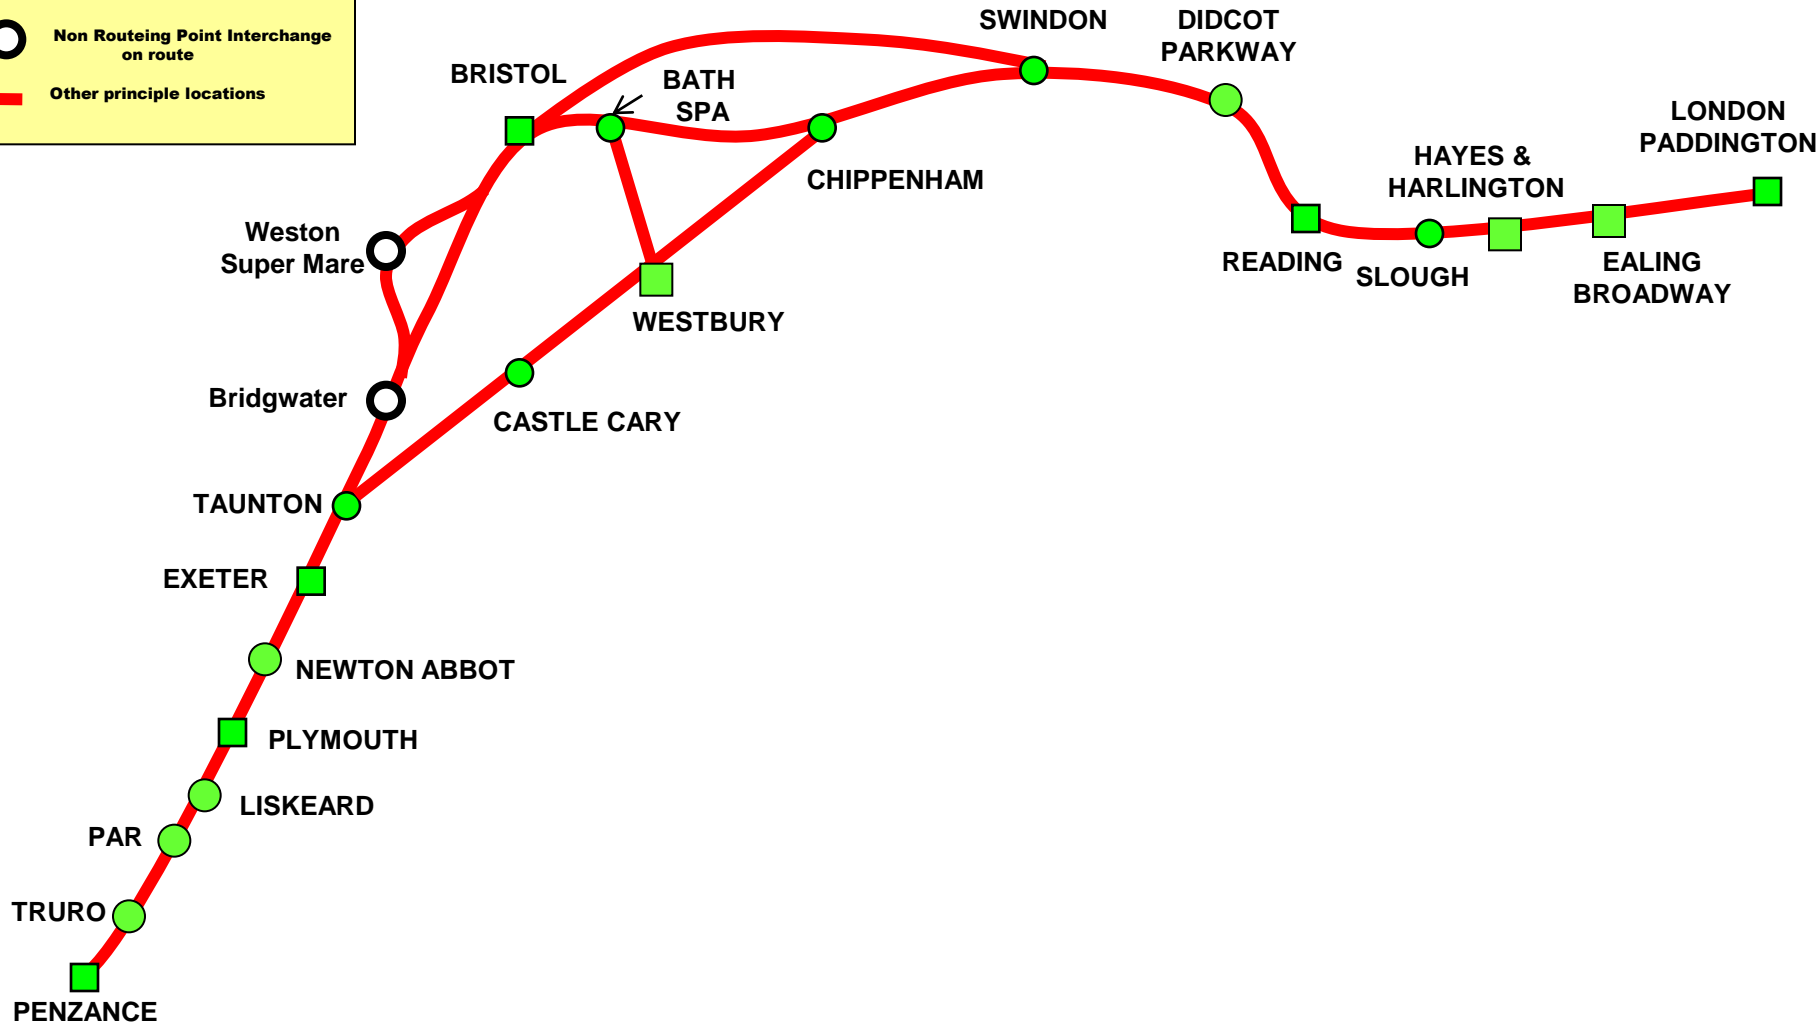 Non Routeing Point Interchange
on route
Other principle locations
SWINDON
DIDCOT
PARKWAY
BRISTOL
BATH
SPA
LONDON
PADDINGTON
HAYES &
HARLINGTON
CHIPPENHAM
Weston
Super Mare
READING
SLOUGH
EALING
BROADWAY
WESTBURY
Bridgwater
CASTLE CARY
TAUNTON
EXETER
NEWTON ABBOT
PLYMOUTH
LISKEARD
PAR
TRURO
PENZANCE